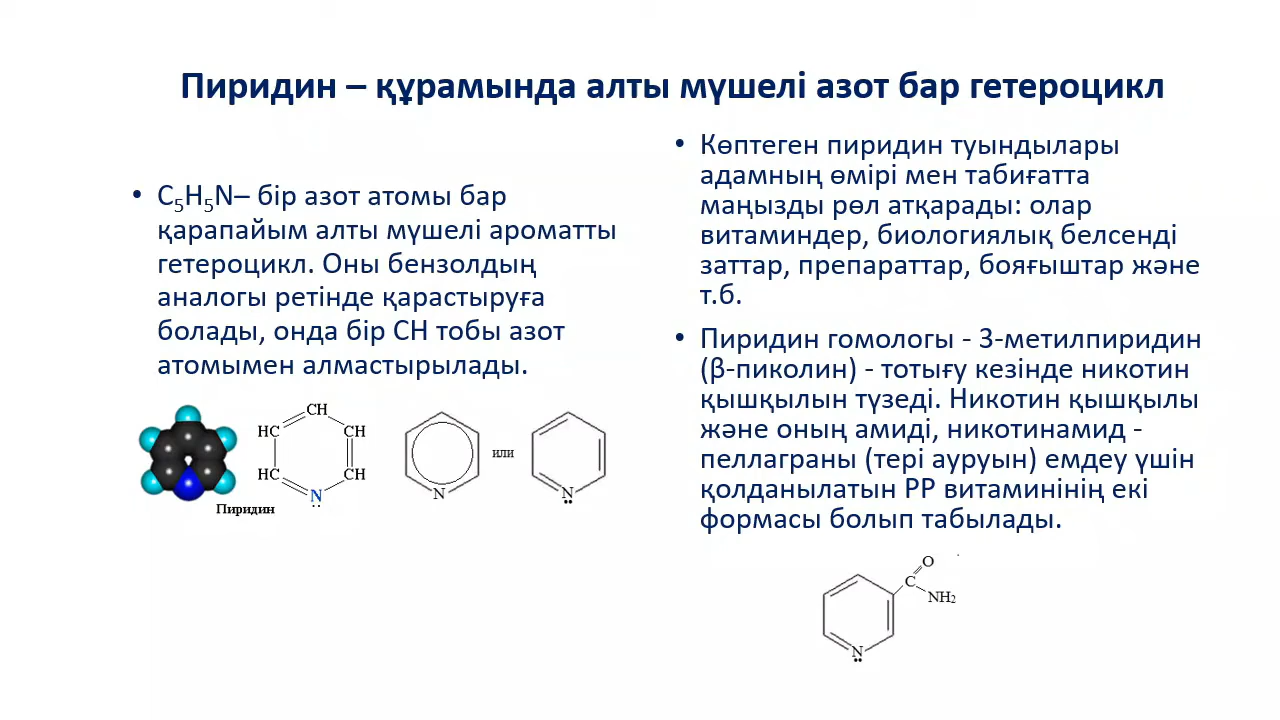 Пиридин – құрамында алты мүшелі азот бар гетероцикл
• C₅H₅N– бір азот атомы бар
қарапайым алты мүшелі ароматты
гетероцикл. Оны бензолдың
аналогы ретінде қарастыруға
болады, онда бір СН тобы азот
атомымен алмастырылады.
CH
HC CH
HC CH
N
Пиридин
N
или
N
• Көптеген пиридин туындылары
адамның өмірі мен табиғатта
маңызды рөл атқарады: олар
витаминдер, биологиялық белсенді
заттар, препараттар, бояғыштар және
т.б.
• Пиридин гомологы - 3-метилпиридин
(β-пиколин) - тотығу кезінде никотин
қышқылын түзеді. Никотин қышқылы
және оның амиді, никотинамид -
пеллаграны (тері ауруын) емдеу үшін
қолданылатын РР витаминінің екі
формасы болып табылады.
O
C
NH₂
N